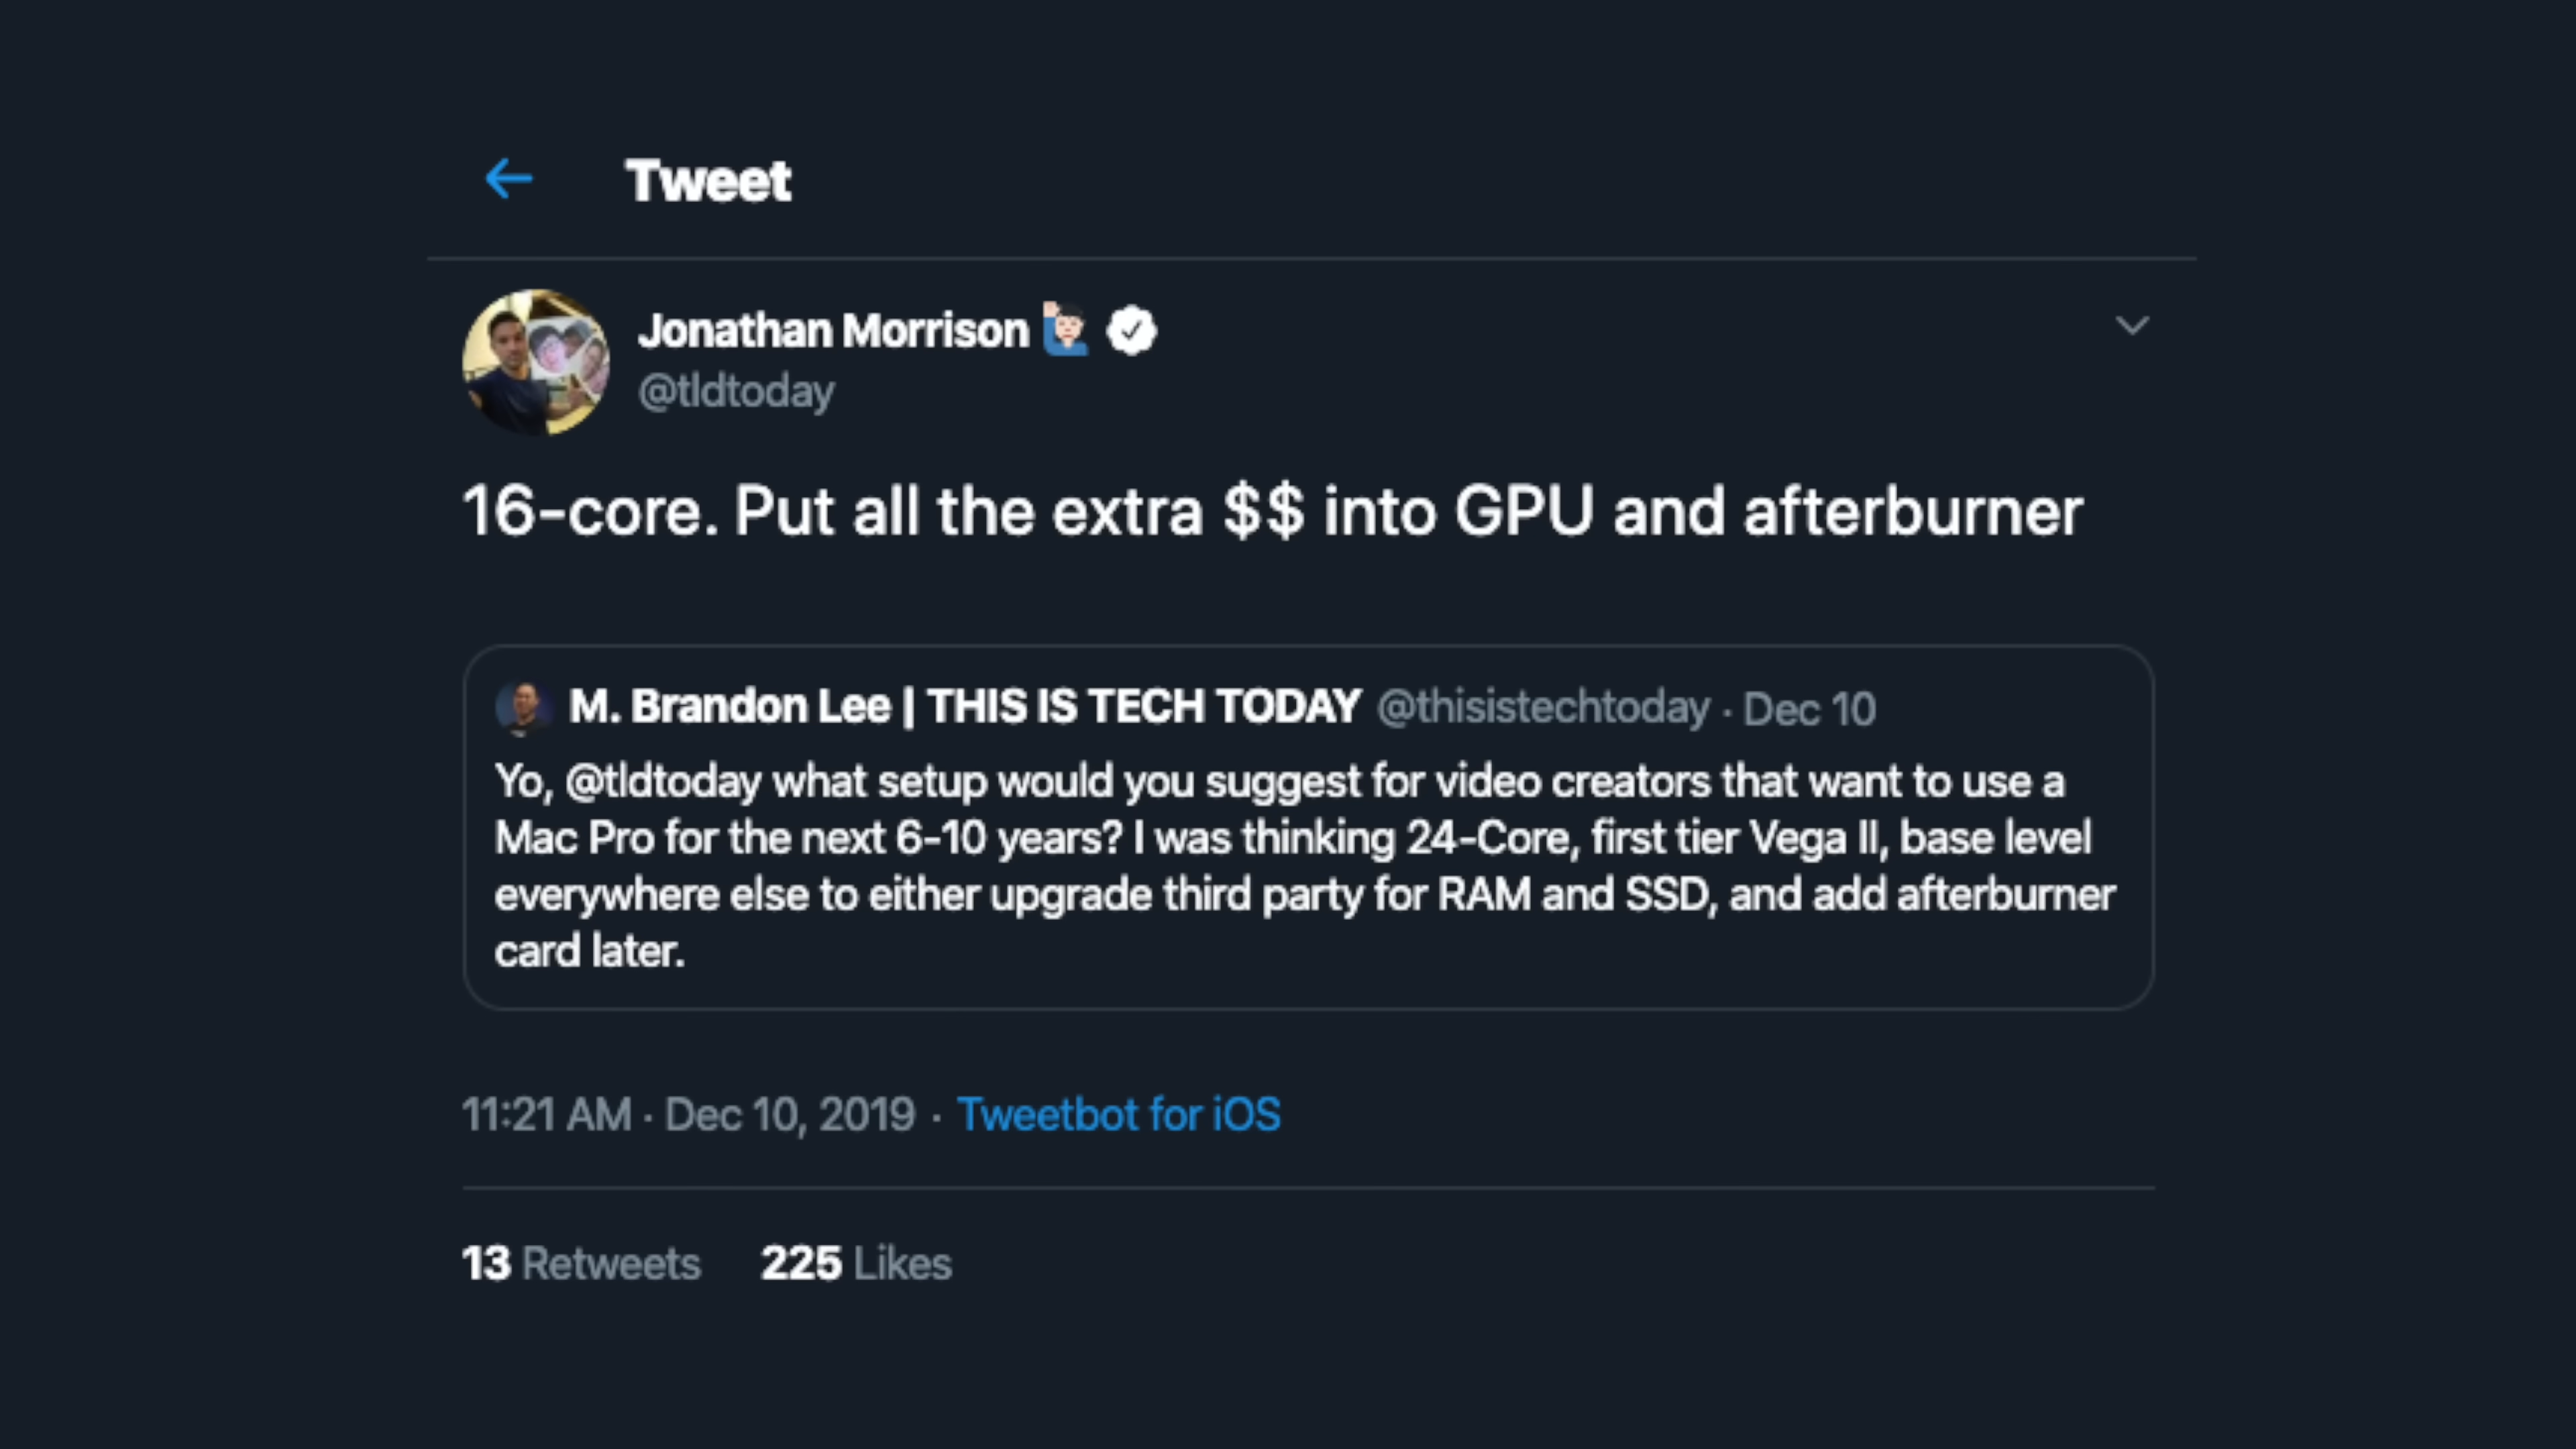 Tweet
Jonathan Morrison
@tldtoday
16-core. Put all the extra $$ into GPU and afterburner
M. Brandon Lee | THIS IS TECH TODAY @thisistechtoday · Dec 10
Yo, @tldtoday what setup would you suggest for video creators that want to use a
Mac Pro for the next 6-10 years? I was thinking 24-Core, first tier Vega II, base level
everywhere else to either upgrade third party for RAM and SSD, and add afterburner
card later.
11:21 AM · Dec 10, 2019 · Tweetbot for iOS
13 Retweets 225 Likes